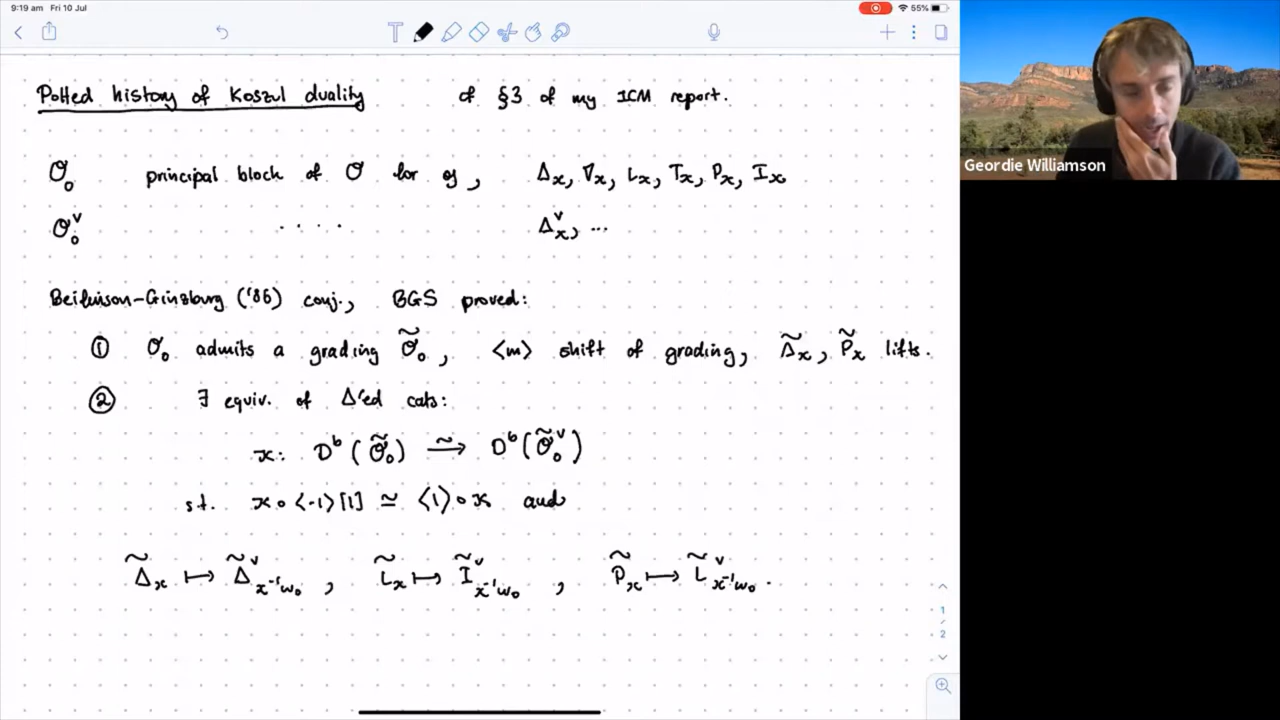 9:19 am Fri 10 Jul
55%
Potted history of Koszul duality of §3 of my ICM report.
O₀ principal block of O for 𝔤, Δₓ, ∇ₓ, Lₓ, Tₓ, Pₓ, Iₓ
O₀^∨ .... Δₓ^∨, ...
Beilinson-Ginzburg ('86) conj., BGS proved:
① O₀ admits a grading Õ₀, <m> shift of grading, Δ̃ₓ, P̃ₓ lifts.
② ∃ equiv. of Δ'ed cats:
ϰ: D^b(Õ₀) ⥲ D^b(Õ₀^∨)
s.t. ϰ∘<-1>[1] ≃ <1>∘ϰ and
Δ̃ₓ ↦ Δ̃^∨_{x⁻¹w₀}, L̃ₓ ↦ Ĩ^∨_{x⁻¹w₀}, P̃ₓ ↦ L̃^∨_{x⁻¹w₀}.
Geordie Williamson
1
/
2